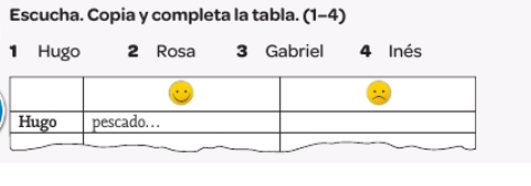 Escucha. Copia y completa la tabla. (1–4)
1 Hugo 2 Rosa 3 Gabriel 4 Inés
Hugo pescado…